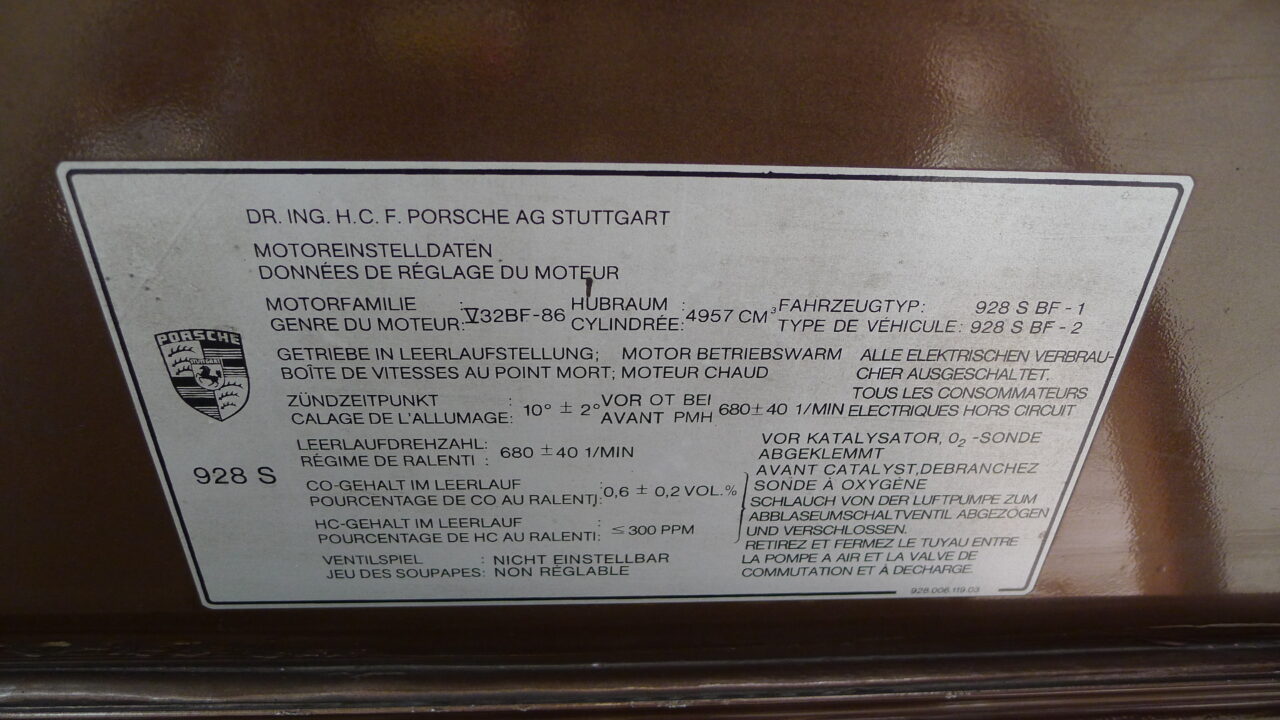 DR. ING. H.C. F. PORSCHE AG STUTTGART
MOTOREINSTELLDATEN
DONNÉES DE RÉGLAGE DU MOTEUR
MOTORFAMILIE : V32BF-86 HUBRAUM : 4957 CM³ FAHRZEUGTYP: 928 S BF - 1
GENRE DU MOTEUR: CYLINDRÉE: TYPE DE VÉHICULE: 928 S BF - 2
PORSCHE
STUTTGART
GETRIEBE IN LEERLAUFSTELLUNG; MOTOR BETRIEBSWARM
BOÎTE DE VITESSES AU POINT MORT; MOTEUR CHAUD
ALLE ELEKTRISCHEN VERBRAU-
CHER AUSGESCHALTET.
TOUS LES CONSOMMATEURS
ELECTRIQUES HORS CIRCUIT
ZÜNDZEITPUNKT : 10° ± 2° VOR OT BEI 680±40 1/MIN
CALAGE DE L'ALLUMAGE: AVANT PMH
LEERLAUFDREHZAHL: 680 ±40 1/MIN
RÉGIME DE RALENTI :
928 S
CO-GEHALT IM LEERLAUF : 0,6 ± 0,2 VOL.%
POURCENTAGE DE CO AU RALENTI:
HC-GEHALT IM LEERLAUF : ≤300 PPM
POURCENTAGE DE HC AU RALENTI:
VOR KATALYSATOR, O₂ -SONDE
ABGEKLEMMT
AVANT CATALYST, DEBRANCHEZ
SONDE À OXYGÈNE
SCHLAUCH VON DER LUFTPUMPE ZUM
ABBLASEUMSCHALTVENTIL ABGEZOGEN
UND VERSCHLOSSEN.
RETIREZ ET FERMEZ LE TUYAU ENTRE
LA POMPE A AIR ET LA VALVE DE
COMMUTATION ET À DECHARGE.
VENTILSPIEL : NICHT EINSTELLBAR
JEU DES SOUPAPES: NON RÉGLABLE
928.006.119.03